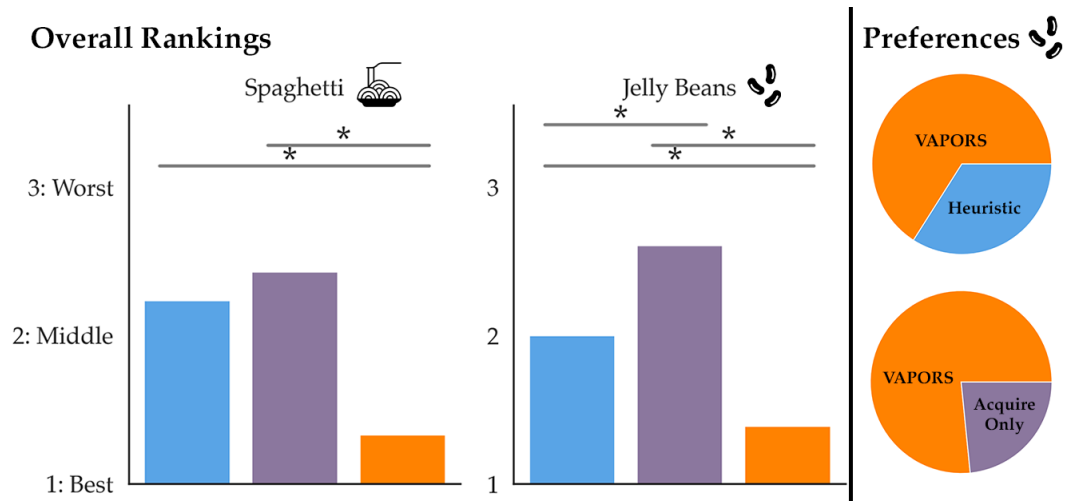 Overall Rankings
Spaghetti
*
*
3: Worst
2: Middle
1: Best
Jelly Beans
*
*
*
3
2
1
Preferences
VAPORS
Heuristic
VAPORS
Acquire
Only